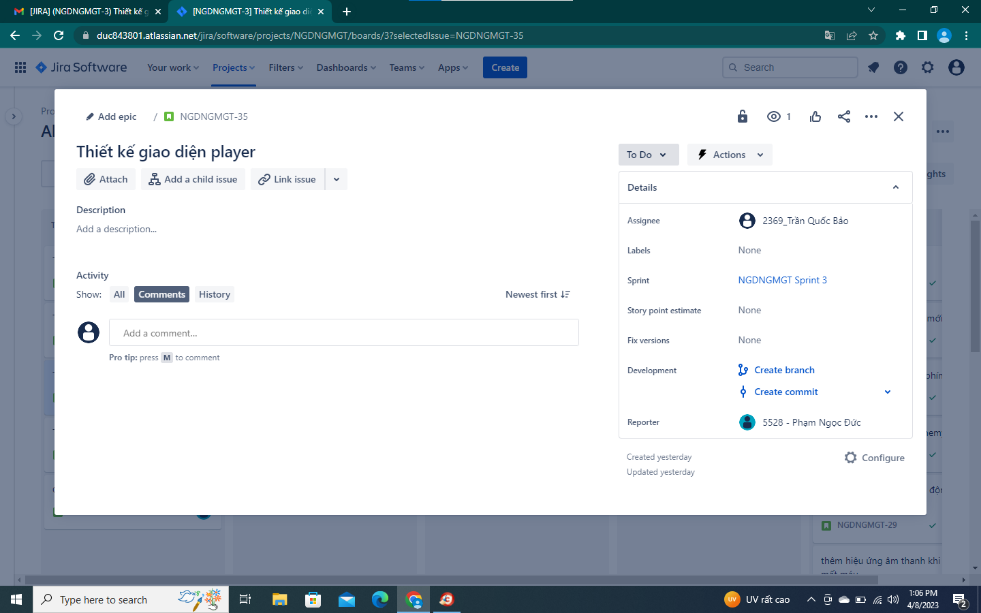 [JIRA] (NGDNGMGT-3) Thiết kế g
[NGDNGMGT-3] Thiết kế giao diệ
duc843801.atlassian.net/jira/software/projects/NGDNGMGT/boards/3?selectedIssue=NGDNGMGT-35
Jira Software
Your work
Projects
Filters
Dashboards
Teams
Apps
Create
Search
Add epic
/
NGDNGMGT-35
1
Thiết kế giao diện player
To Do
Actions
Attach
Add a child issue
Link issue
Details
Description
Add a description...
Assignee
2369_Trần Quốc Bảo
Labels
None
Activity
Sprint
NGDNGMGT Sprint 3
Show:
All
Comments
History
Newest first
Story point estimate
None
Add a comment...
Fix versions
None
Pro tip: press M to comment
Development
Create branch
Create commit
Reporter
5528 - Phạm Ngọc Đức
Created yesterday
Configure
Updated yesterday
NGDNGMGT-29
thêm hiệu ứng âm thanh khi
Type here to search
UV
UV rất cao
1:06 PM
4/8/2023
2